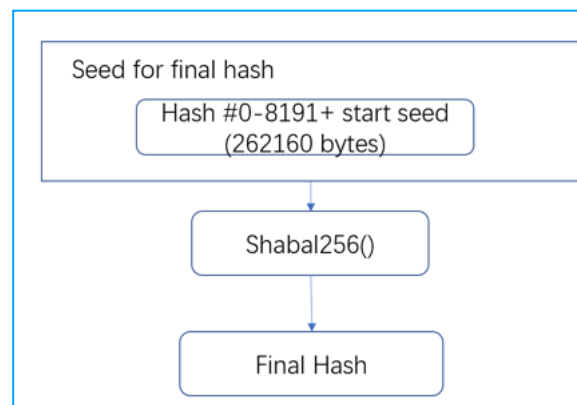 Seed for final hash
Hash #0-8191+ start seed
(262160 bytes)
Shabal256()
Final Hash